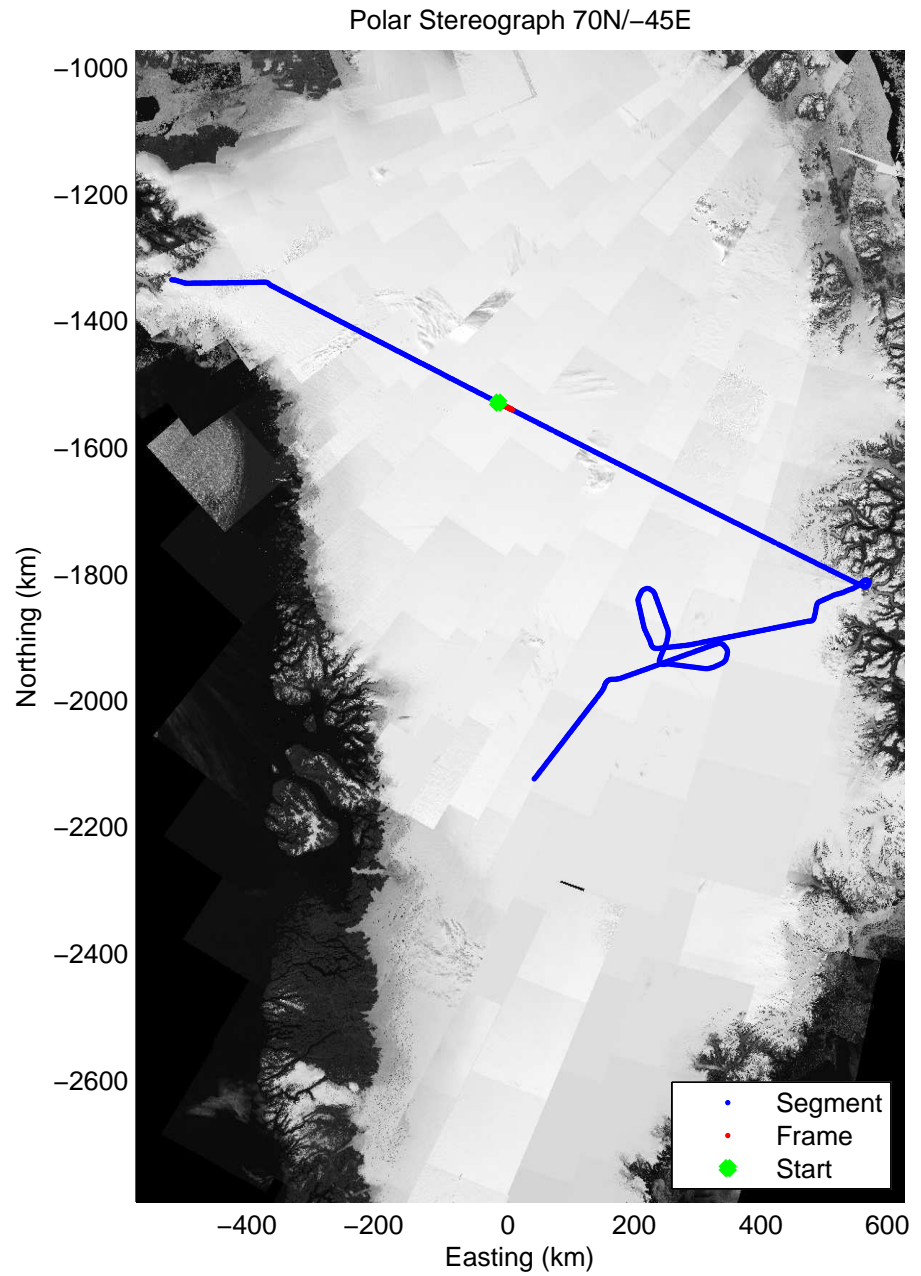 Polar Stereograph 70N/−45E
−1000
−1200
−1400
−1600
−1800
−2000
−2200
−2400
−2600
Northing (km)
Segment
Frame
Start
−400 −200 0 200 400 600
Easting (km)